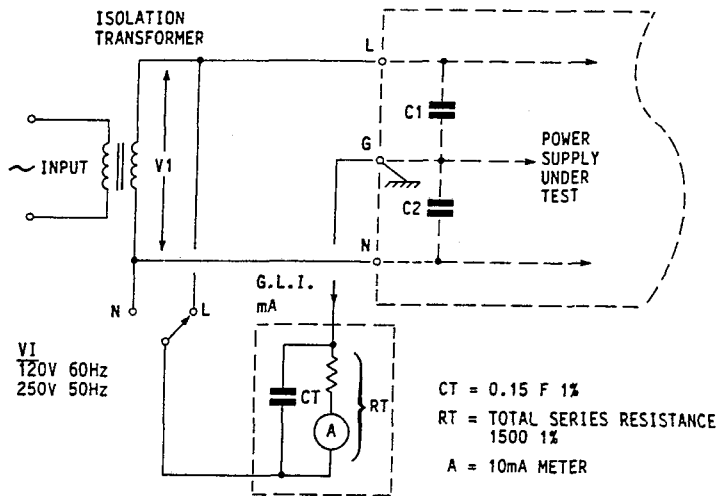 ISOLATION
TRANSFORMER
L
C1
G
POWER
SUPPLY
UNDER
TEST
∼ INPUT
V1
C2
N
G.L.I.
mA
N
L
VI
120V 60Hz
250V 50Hz
CT
RT
A
CT = 0.15 F 1%
RT = TOTAL SERIES RESISTANCE
1500 1%
A = 10mA METER